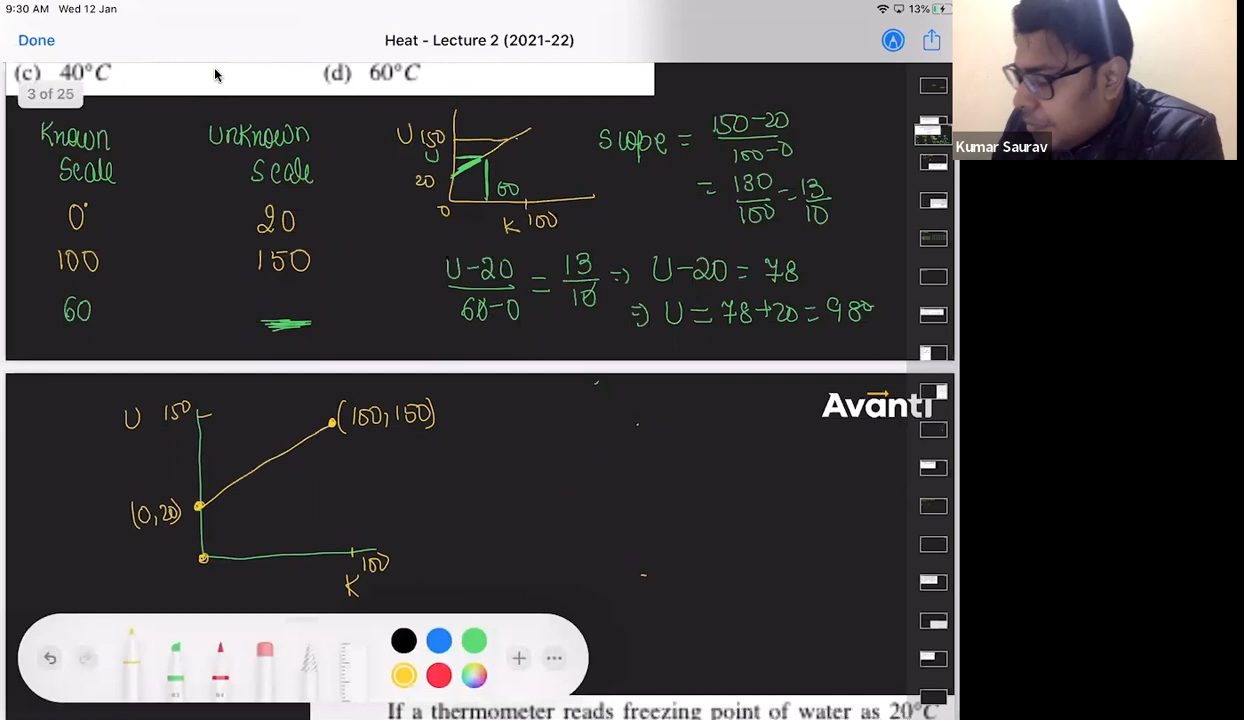 9:30 AM Wed 12 Jan
13%
Done
Heat - Lecture 2 (2021-22)
(c) 40°C
(d) 60°C
3 of 25
Kumar Saurav
Known Scale
unknown scale
0°
20
100
150
60
U 150
U
20
0
60
K 100
Slope = 150-20 / 100-0
= 130/100 = 13/10
U-20 / 60-0 = 13/10 => U-20 = 78
=> U = 78+20 = 98°
Avanti
U 150
(100,150)
(0,20)
100
K
If a thermometer reads freezing point of water as 20°C